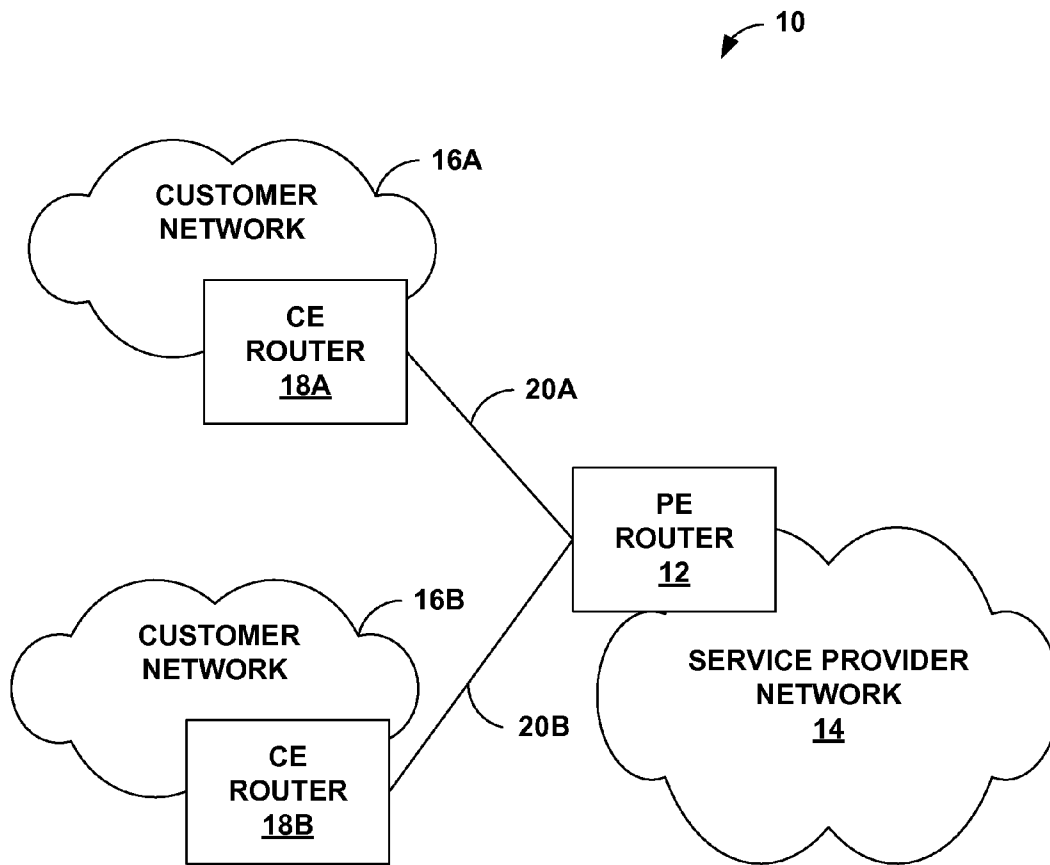 10
16A
CUSTOMER
NETWORK
CE
ROUTER
18A
20A
PE
ROUTER
12
16B
CUSTOMER
NETWORK
SERVICE PROVIDER
NETWORK
14
20B
CE
ROUTER
18B